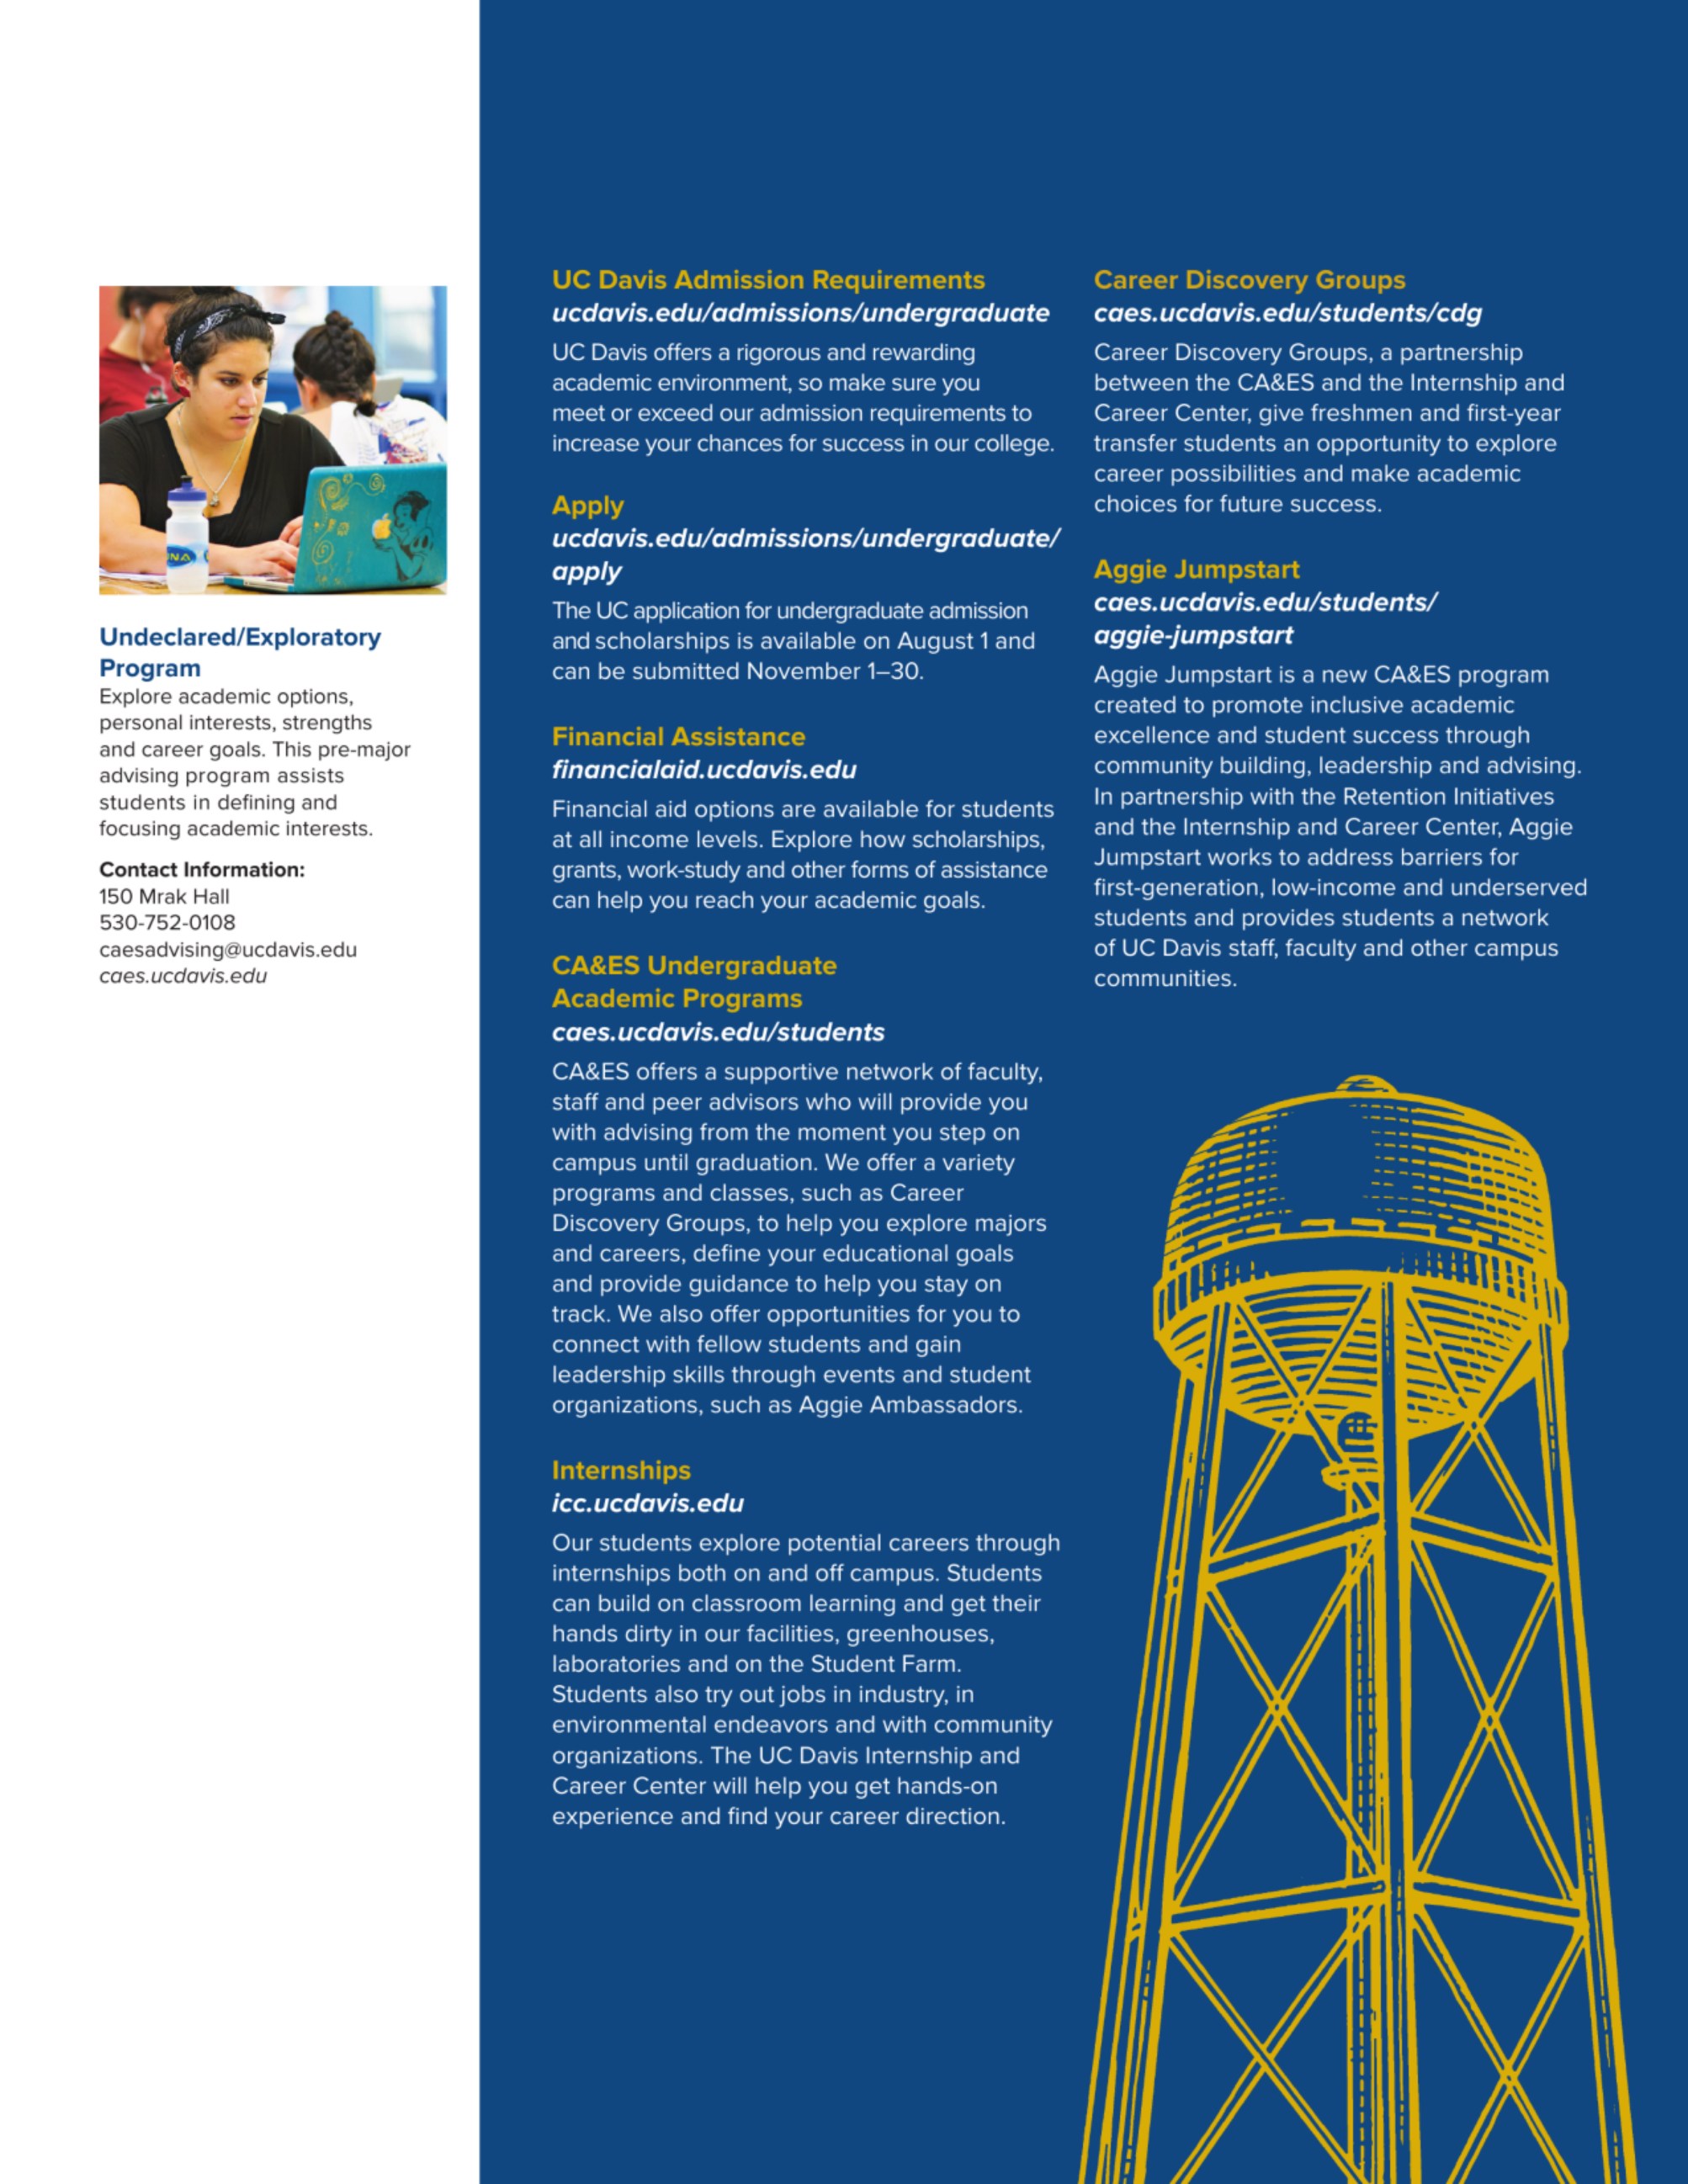 UNA
Undeclared/Exploratory
Program
Explore academic options,
personal interests, strengths
and career goals. This pre-major
advising program assists
students in defining and
focusing academic interests.
Contact Information:
150 Mrak Hall
530-752-0108
caesadvising@ucdavis.edu
caes.ucdavis.edu
UC Davis Admission Requirements
ucdavis.edu/admissions/undergraduate
UC Davis offers a rigorous and rewarding
academic environment, so make sure you
meet or exceed our admission requirements to
increase your chances for success in our college.
Apply
ucdavis.edu/admissions/undergraduate/
apply
The UC application for undergraduate admission
and scholarships is available on August 1 and
can be submitted November 1–30.
Financial Assistance
financialaid.ucdavis.edu
Financial aid options are available for students
at all income levels. Explore how scholarships,
grants, work-study and other forms of assistance
can help you reach your academic goals.
CA&ES Undergraduate
Academic Programs
caes.ucdavis.edu/students
CA&ES offers a supportive network of faculty,
staff and peer advisors who will provide you
with advising from the moment you step on
campus until graduation. We offer a variety
programs and classes, such as Career
Discovery Groups, to help you explore majors
and careers, define your educational goals
and provide guidance to help you stay on
track. We also offer opportunities for you to
connect with fellow students and gain
leadership skills through events and student
organizations, such as Aggie Ambassadors.
Internships
icc.ucdavis.edu
Our students explore potential careers through
internships both on and off campus. Students
can build on classroom learning and get their
hands dirty in our facilities, greenhouses,
laboratories and on the Student Farm.
Students also try out jobs in industry, in
environmental endeavors and with community
organizations. The UC Davis Internship and
Career Center will help you get hands-on
experience and find your career direction.
Career Discovery Groups
caes.ucdavis.edu/students/cdg
Career Discovery Groups, a partnership
between the CA&ES and the Internship and
Career Center, give freshmen and first-year
transfer students an opportunity to explore
career possibilities and make academic
choices for future success.
Aggie Jumpstart
caes.ucdavis.edu/students/
aggie-jumpstart
Aggie Jumpstart is a new CA&ES program
created to promote inclusive academic
excellence and student success through
community building, leadership and advising.
In partnership with the Retention Initiatives
and the Internship and Career Center, Aggie
Jumpstart works to address barriers for
first-generation, low-income and underserved
students and provides students a network
of UC Davis staff, faculty and other campus
communities.